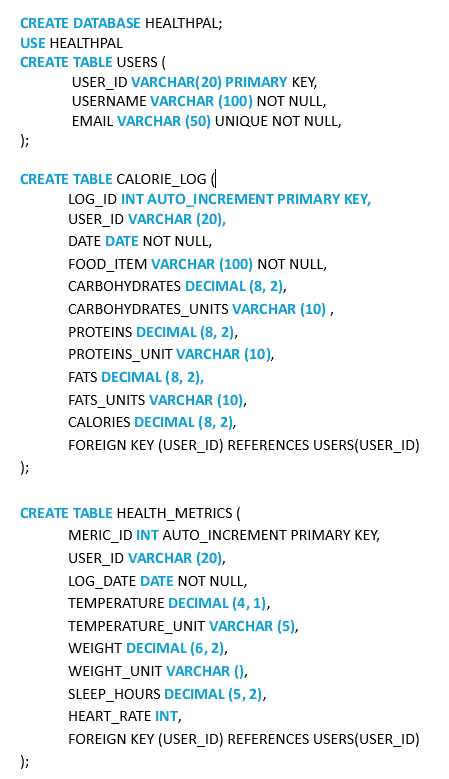 CREATE DATABASE HEALTHPAL;
USE HEALTHPAL
CREATE TABLE USERS (
USER_ID VARCHAR(20) PRIMARY KEY,
USERNAME VARCHAR (100) NOT NULL,
EMAIL VARCHAR (50) UNIQUE NOT NULL,
);
CREATE TABLE CALORIE_LOG (
LOG_ID INT AUTO_INCREMENT PRIMARY KEY,
USER_ID VARCHAR (20),
DATE DATE NOT NULL,
FOOD_ITEM VARCHAR (100) NOT NULL,
CARBOHYDRATES DECIMAL (8, 2),
CARBOHYDRATES_UNITS VARCHAR (10) ,
PROTEINS DECIMAL (8, 2),
PROTEINS_UNIT VARCHAR (10),
FATS DECIMAL (8, 2),
FATS_UNITS VARCHAR (10),
CALORIES DECIMAL (8, 2),
FOREIGN KEY (USER_ID) REFERENCES USERS(USER_ID)
);
CREATE TABLE HEALTH_METRICS (
MERIC_ID INT AUTO_INCREMENT PRIMARY KEY,
USER_ID VARCHAR (20),
LOG_DATE DATE NOT NULL,
TEMPERATURE DECIMAL (4, 1),
TEMPERATURE_UNIT VARCHAR (5),
WEIGHT DECIMAL (6, 2),
WEIGHT_UNIT VARCHAR (),
SLEEP_HOURS DECIMAL (5, 2),
HEART_RATE INT,
FOREIGN KEY (USER_ID) REFERENCES USERS(USER_ID)
);